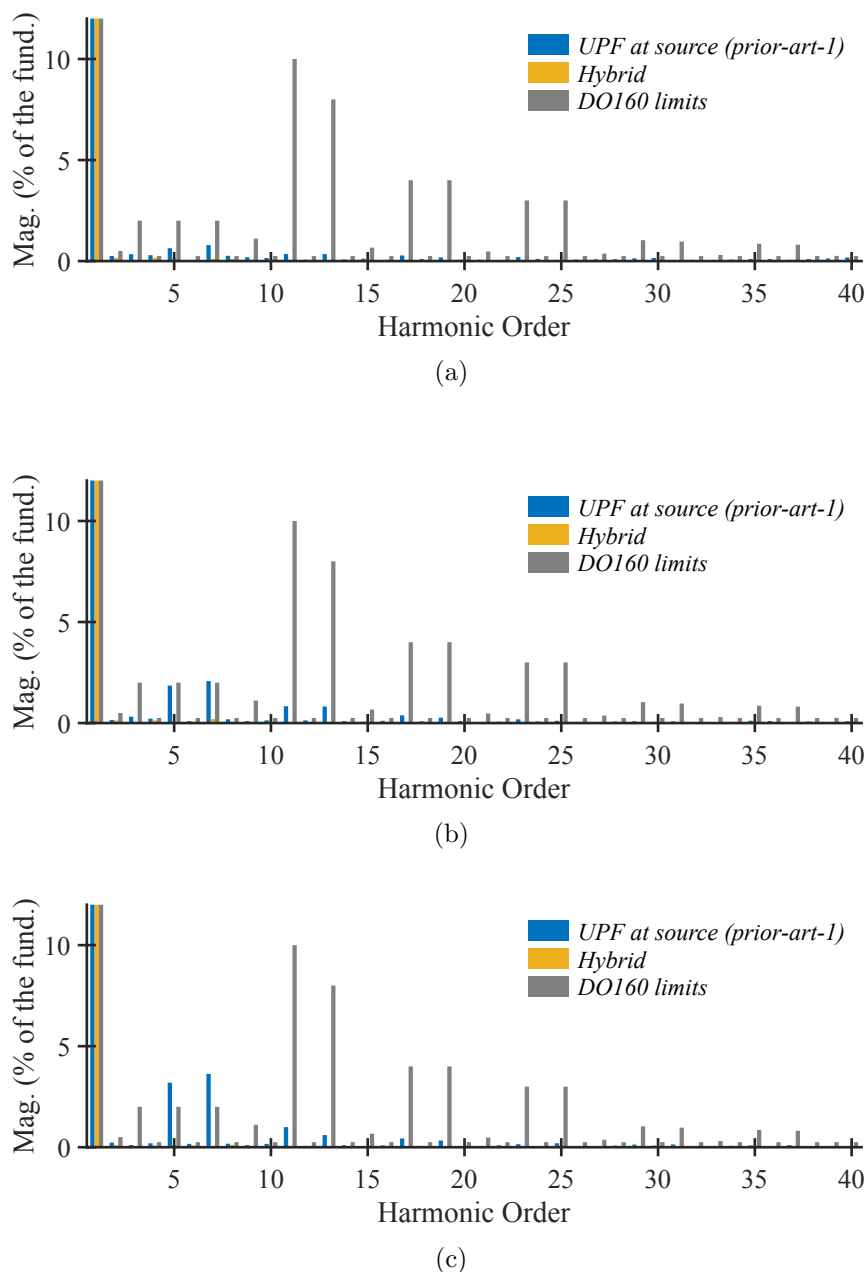 10
5
0
Mag. (% of the fund.)
UPF at source (prior-art-1)
Hybrid
DO160 limits
5 10 15 20 25 30 35 40
Harmonic Order
(a)
10
5
0
Mag. (% of the fund.)
UPF at source (prior-art-1)
Hybrid
DO160 limits
5 10 15 20 25 30 35 40
Harmonic Order
(b)
10
5
0
Mag. (% of the fund.)
UPF at source (prior-art-1)
Hybrid
DO160 limits
5 10 15 20 25 30 35 40
Harmonic Order
(c)